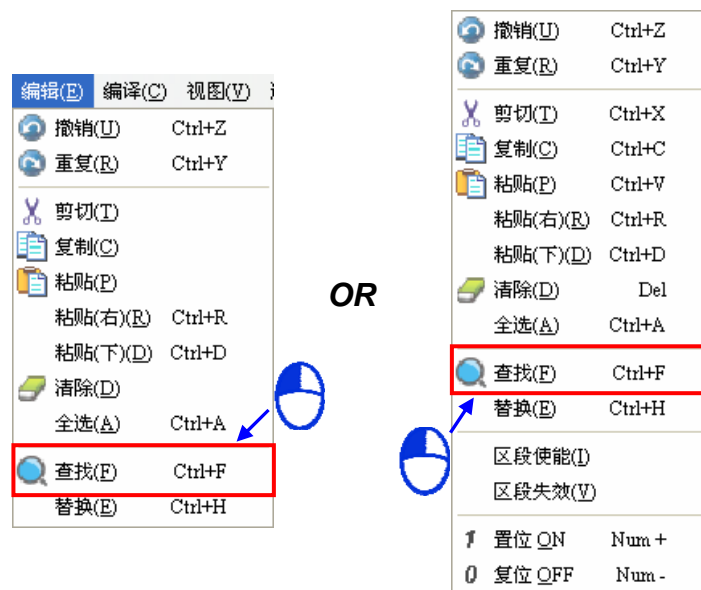 编辑(E) 编译(C) 视图(V)
撤销(U) Ctrl+Z
重复(R) Ctrl+Y
剪切(T)
复制(C)
粘贴(P)
粘贴(右)(R) Ctrl+R
粘贴(下)(D) Ctrl+D
清除(D)
全选(A) Ctrl+A
查找(F) Ctrl+F
替换(E) Ctrl+H
OR
撤销(U) Ctrl+Z
重复(R) Ctrl+Y
剪切(T) Ctrl+X
复制(C) Ctrl+C
粘贴(P) Ctrl+V
粘贴(右)(R) Ctrl+R
粘贴(下)(D) Ctrl+D
清除(D) Del
全选(A) Ctrl+A
查找(F) Ctrl+F
替换(E) Ctrl+H
区段使能(I)
区段失效(V)
1 置位 ON Num +
0 复位 OFF Num -